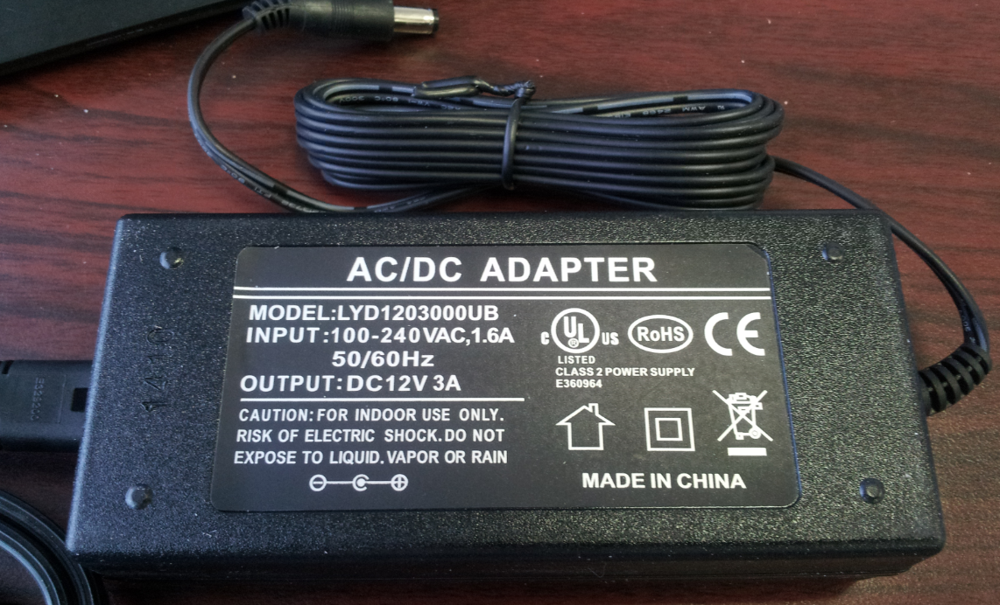 AC/DC ADAPTER
MODEL:LYD1203000UB
INPUT:100-240VAC,1.6A
50/60Hz
OUTPUT:DC12V 3A
CAUTION:FOR INDOOR USE ONLY.
RISK OF ELECTRIC SHOCK.DO NOT
EXPOSE TO LIQUID.VAPOR OR RAIN
C UL ® US
LISTED
CLASS 2 POWER SUPPLY
E360964
RoHS
CE
MADE IN CHINA
1410
AWM